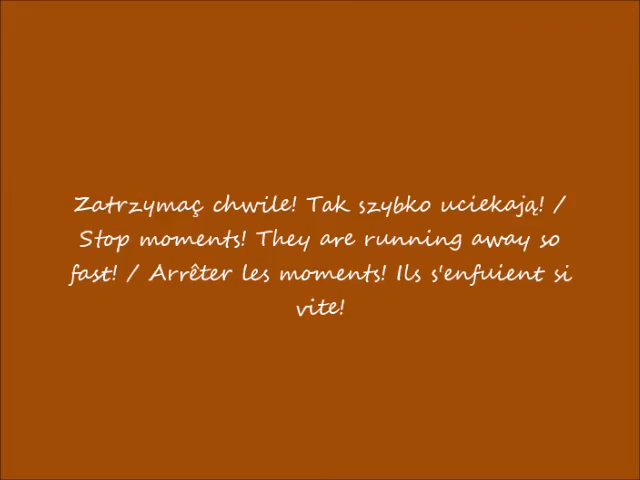 Zatrzymaç chwile! Tak szybko uciekają! /
Stop moments! They are running away so
fast! / Arrêter les moments! Ils s'enfuient si
vite!